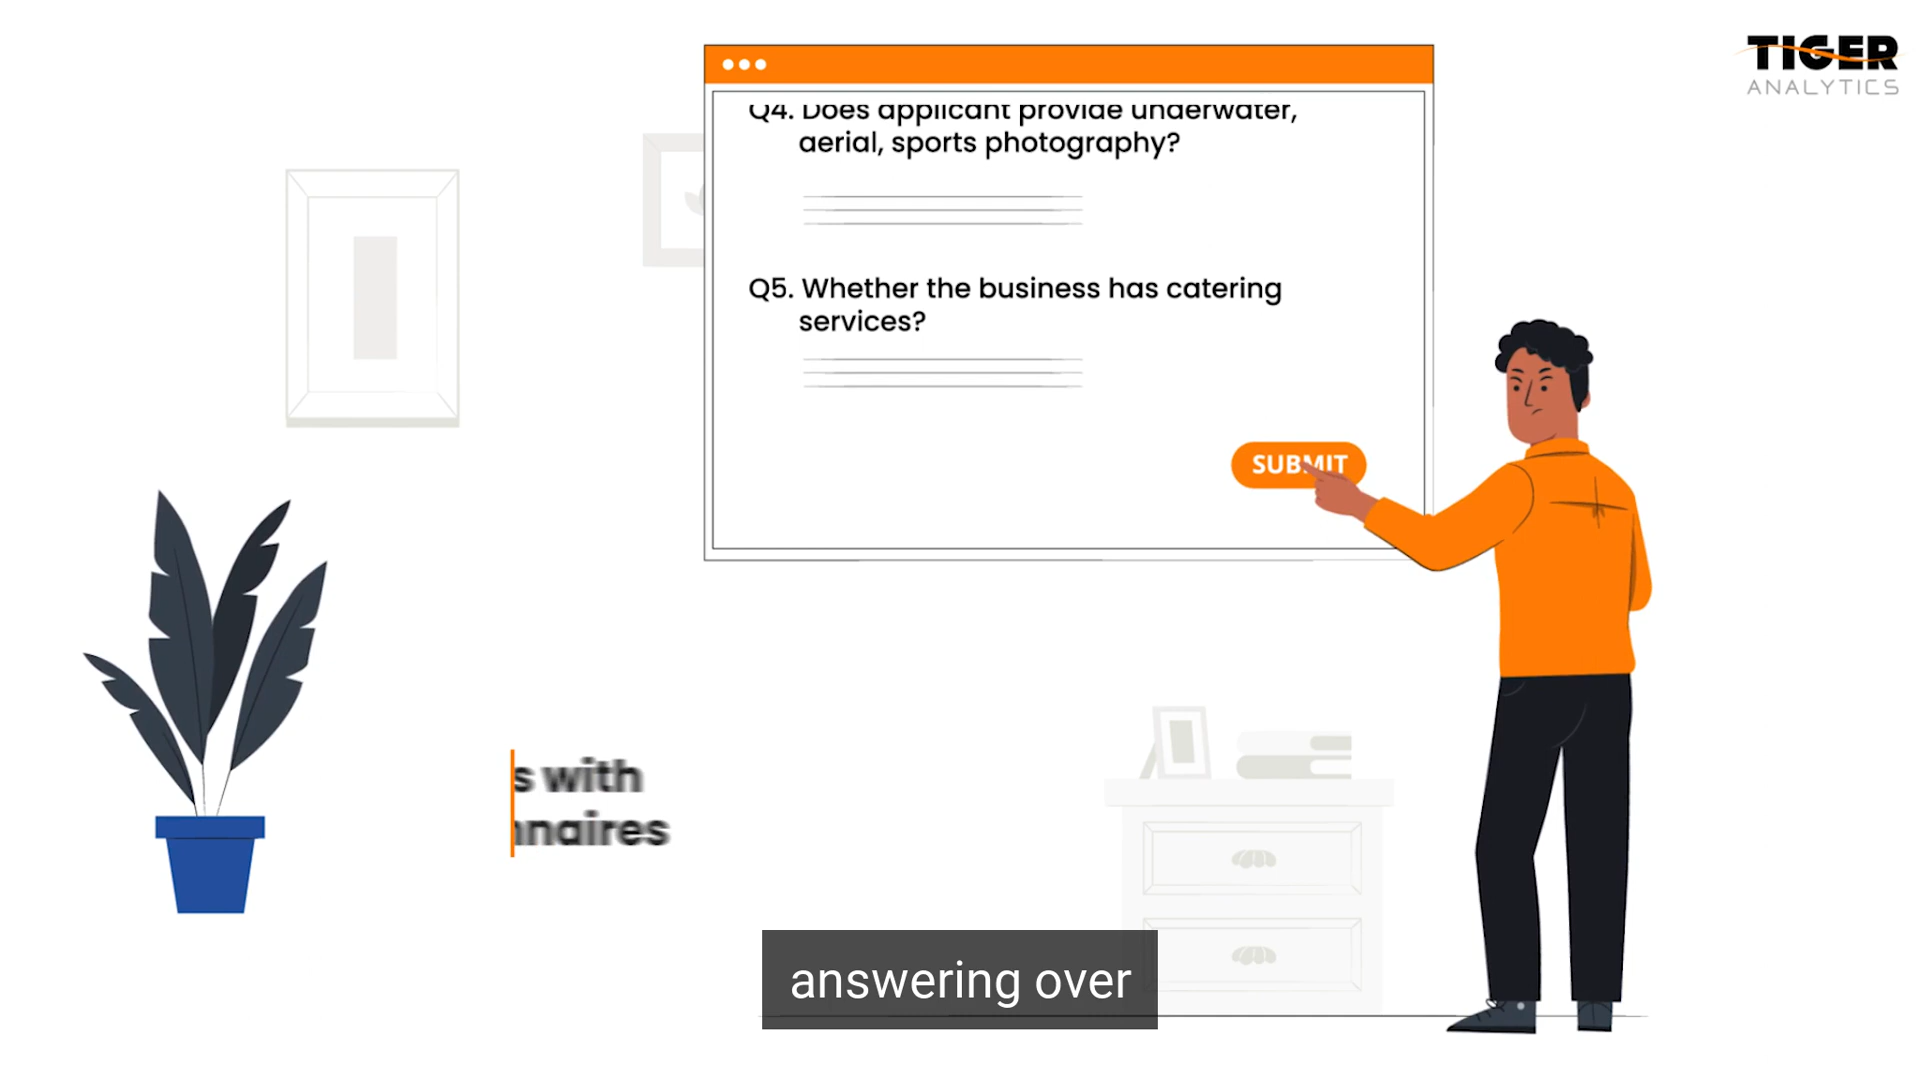 TIGER
ANALYTICS
Q4. Does applicant provide underwater,
aerial, sports photography?
Q5. Whether the business has catering
services?
SUBMIT
s with
nnaires
answering over